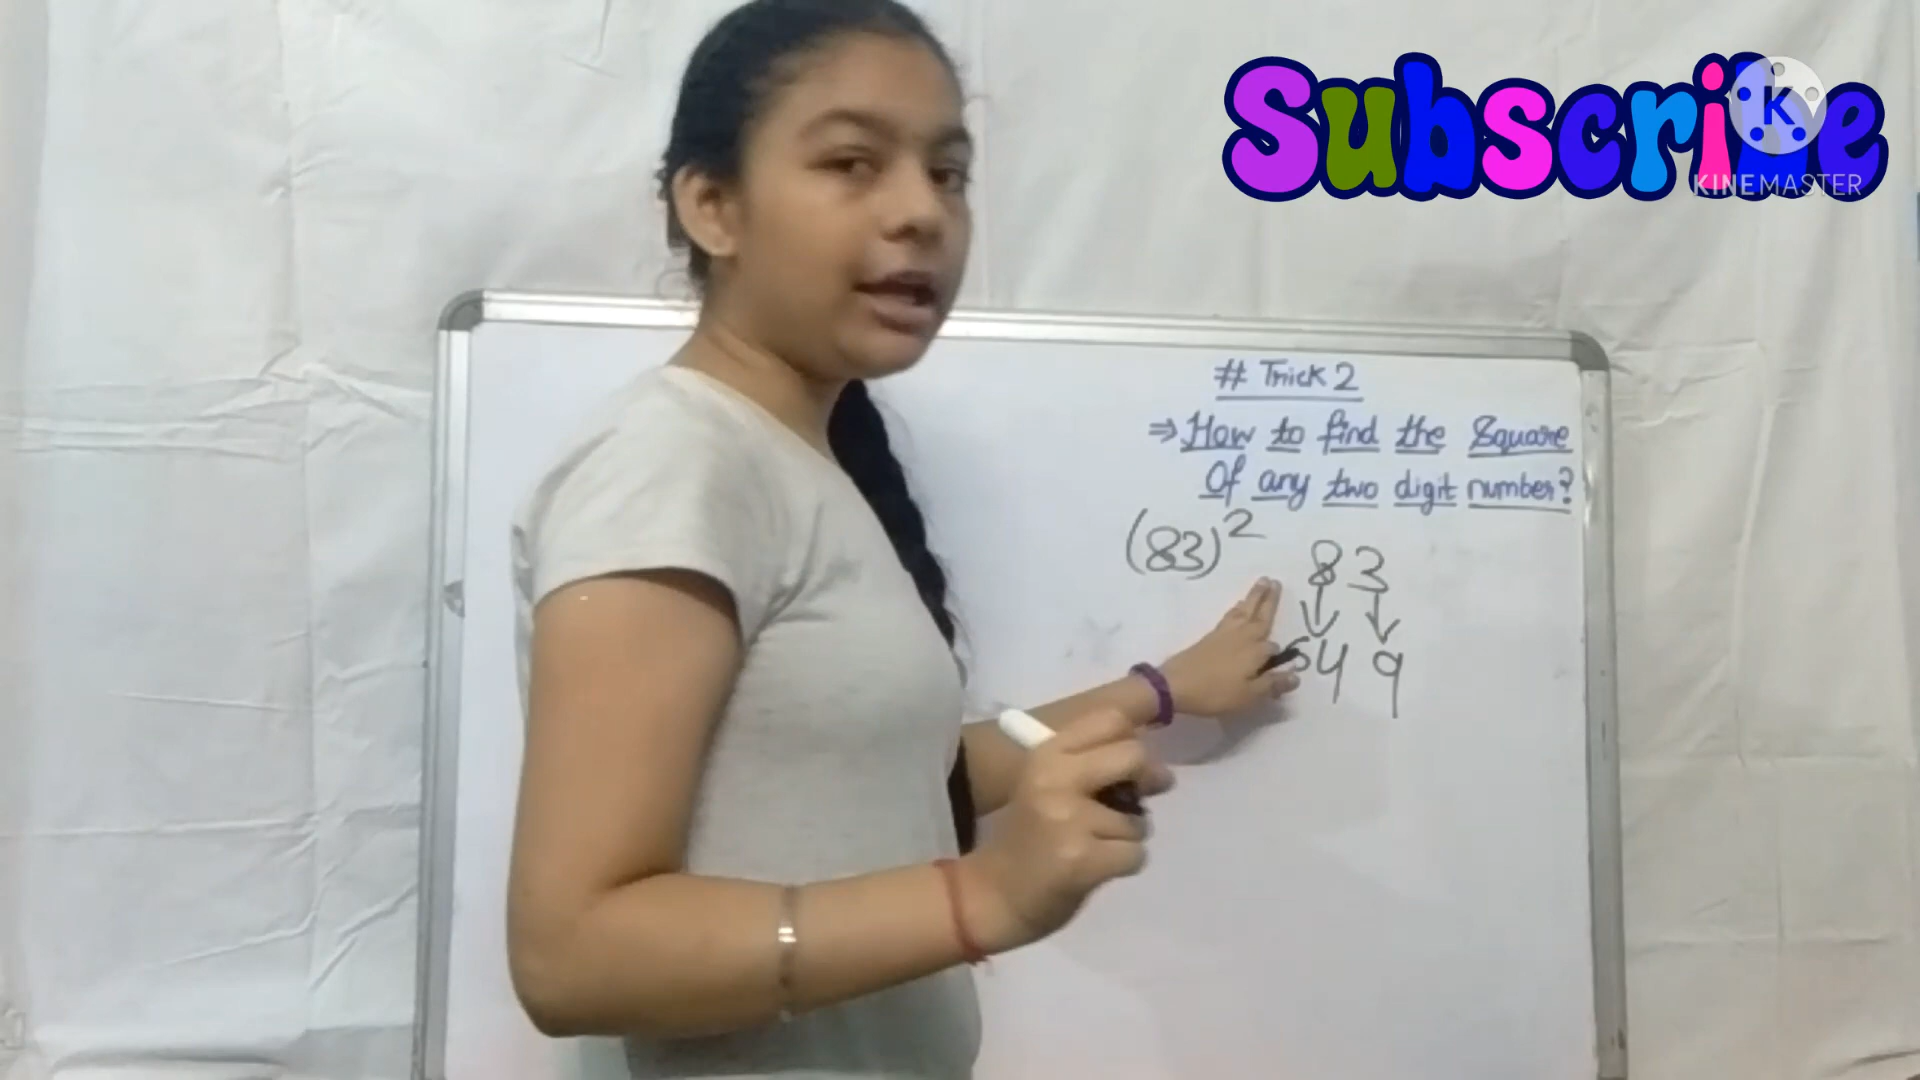 Subscribe
K
KINEMASTER
# Trick 2
⇒ How to find the Square
Of any two digit number?
(83)² 83
64 9